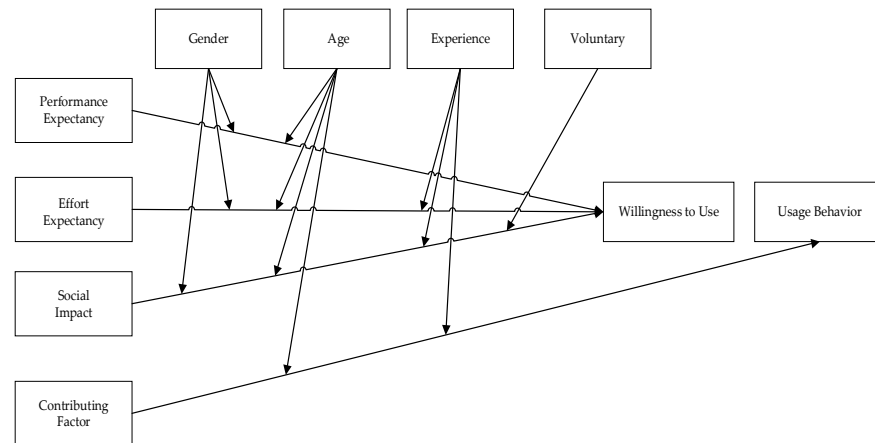 Gender
Age
Experience
Voluntary
Performance
Expectancy
Effort
Expectancy
Willingness to Use
Usage Behavior
Social
Impact
Contributing
Factor